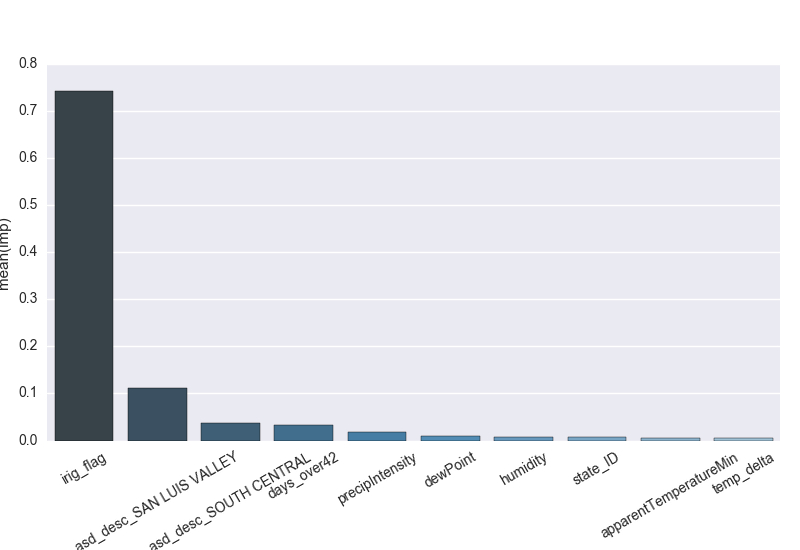 0.8
0.7
0.6
0.5
0.4
0.3
0.2
0.1
0.0
mean(imp)
irig_flag
asd_desc_SAN LUIS VALLEY
asd_desc_SOUTH CENTRAL
days_over42
precipIntensity
dewPoint
humidity
state_ID
apparentTemperatureMin
temp_delta